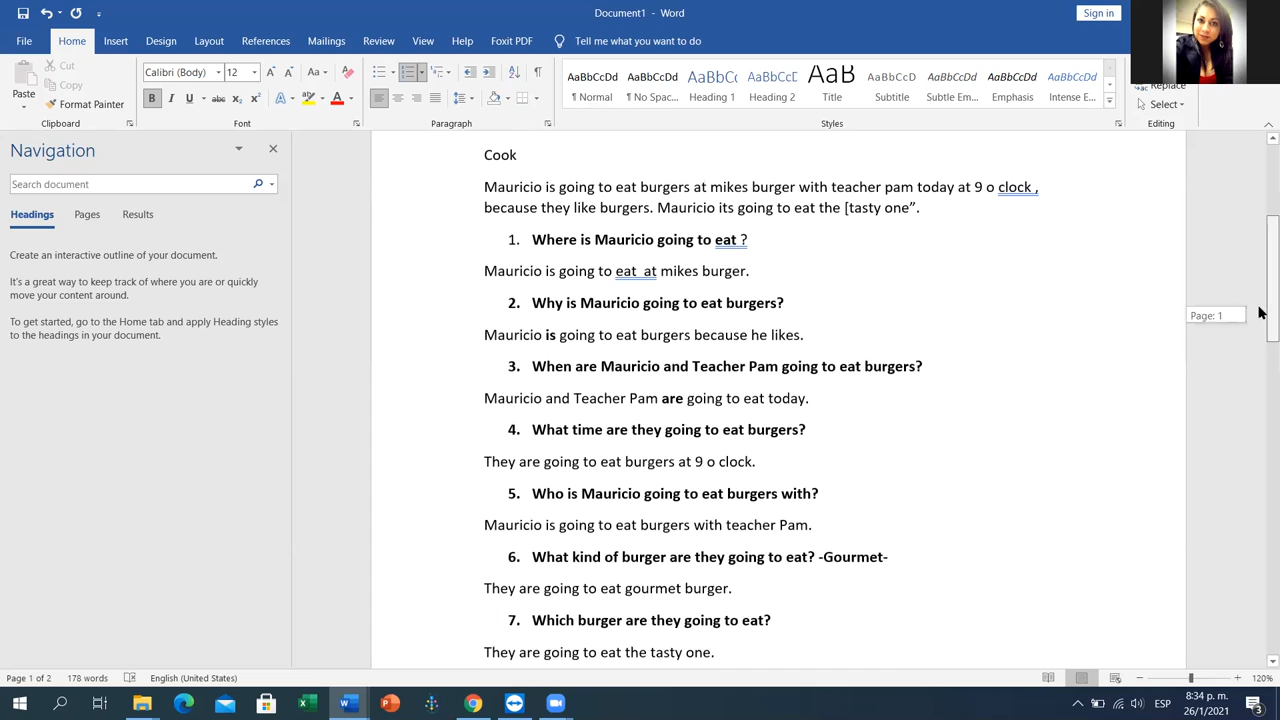 Document1 - Word
Sign in
File Home Insert Design Layout References Mailings Review View Help Foxit PDF Tell me what you want to do
Cut
Copy
Format Painter
Paste
Calibri (Body) 12
AaBbCcDd AaBbCcDd AaBbCc AaBbCcD AaB AaBbCcDd AaBbCcDd AaBbCcDd AaBbCcDd
¶ Normal ¶ No Spac... Heading 1 Heading 2 Title Subtitle Subtle Em... Emphasis Intense E...
Replace
Select
Clipboard Font Paragraph Styles Editing
Navigation
Search document
Headings Pages Results
Create an interactive outline of your document.
It's a great way to keep track of where you are or quickly
move your content around.
To get started, go to the Home tab and apply Heading styles
to the headings in your document.
Cook
Mauricio is going to eat burgers at mikes burger with teacher pam today at 9 o clock ,
because they like burgers. Mauricio its going to eat the [tasty one”.
1. Where is Mauricio going to eat ?
Mauricio is going to eat at mikes burger.
2. Why is Mauricio going to eat burgers?
Mauricio is going to eat burgers because he likes.
3. When are Mauricio and Teacher Pam going to eat burgers?
Mauricio and Teacher Pam are going to eat today.
4. What time are they going to eat burgers?
They are going to eat burgers at 9 o clock.
5. Who is Mauricio going to eat burgers with?
Mauricio is going to eat burgers with teacher Pam.
6. What kind of burger are they going to eat? -Gourmet-
They are going to eat gourmet burger.
7. Which burger are they going to eat?
They are going to eat the tasty one.
Page: 1
Page 1 of 2 178 words English (United States) 120%
ESP
8:34 p. m.
26/1/2021
3